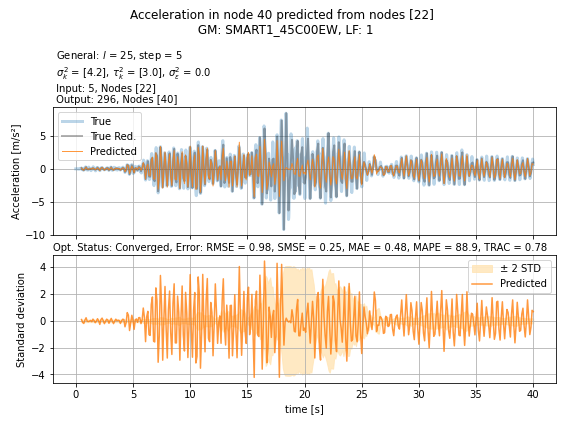 Acceleration in node 40 predicted from nodes [22]
GM: SMART1_45C00EW, LF: 1
General: l = 25, step = 5
σ²ₖ = [4.2], τ²ₖ = [3.0], σ²ε = 0.0
Input: 5, Nodes [22]
Output: 296, Nodes [40]
True
True Red.
Predicted
Acceleration [m/s²]
5
0
−5
−10
Opt. Status: Converged, Error: RMSE = 0.98, SMSE = 0.25, MAE = 0.48, MAPE = 88.9, TRAC = 0.78
± 2 STD
Predicted
Standard deviation
4
2
0
−2
−4
0 5 10 15 20 25 30 35 40
time [s]